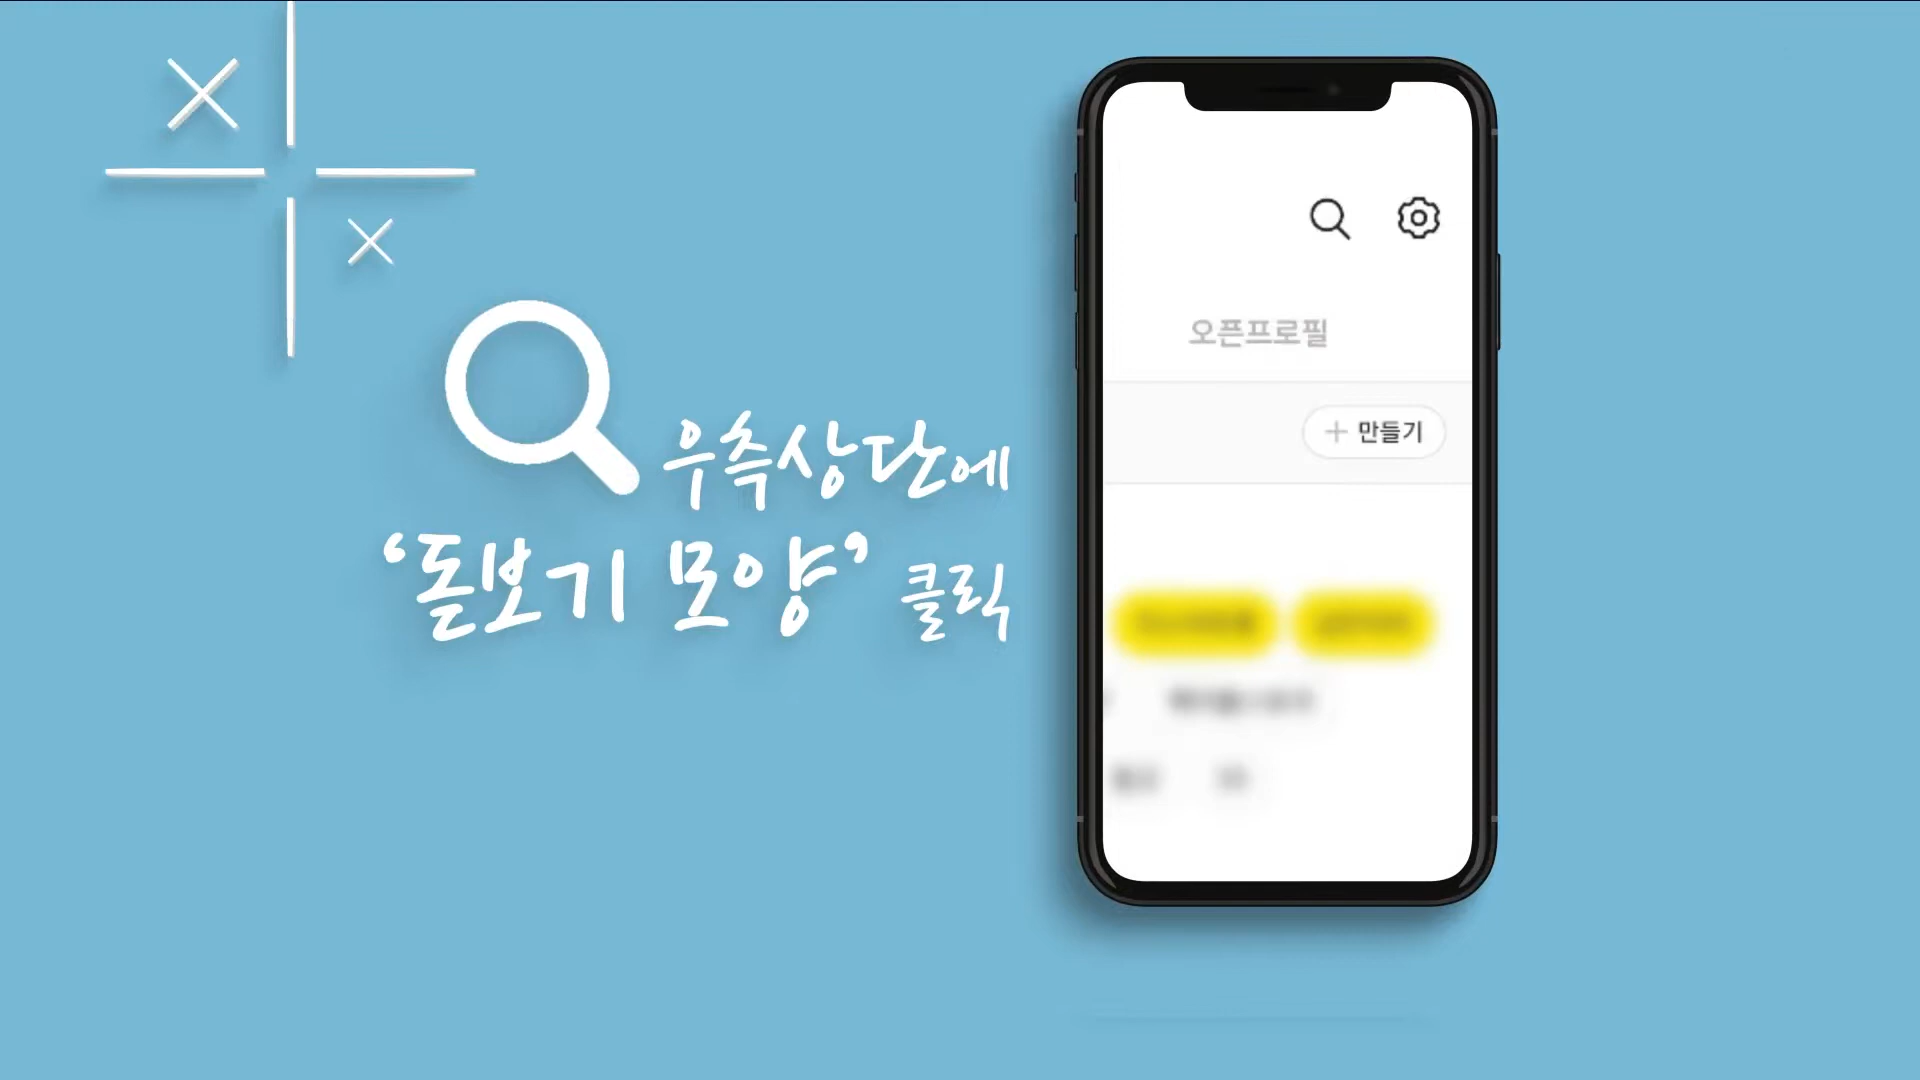 우측상단에
‘돋보기 모양’ 클릭
오픈프로필
+ 만들기